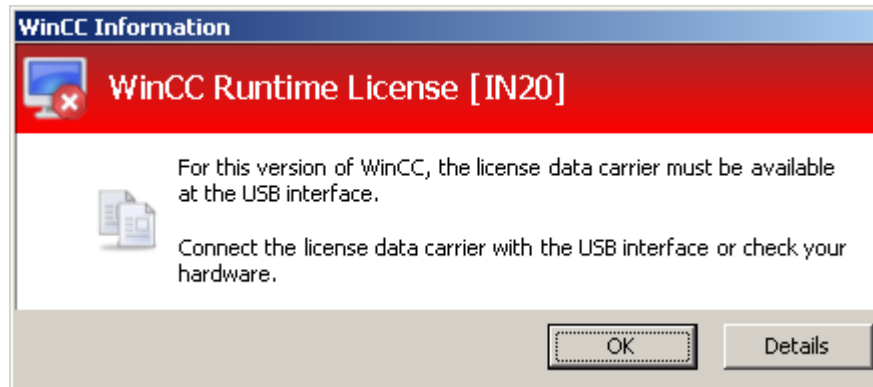 WinCC Information
WinCC Runtime License [IN20]
For this version of WinCC, the license data carrier must be available
at the USB interface.
Connect the license data carrier with the USB interface or check your
hardware.
OK
Details